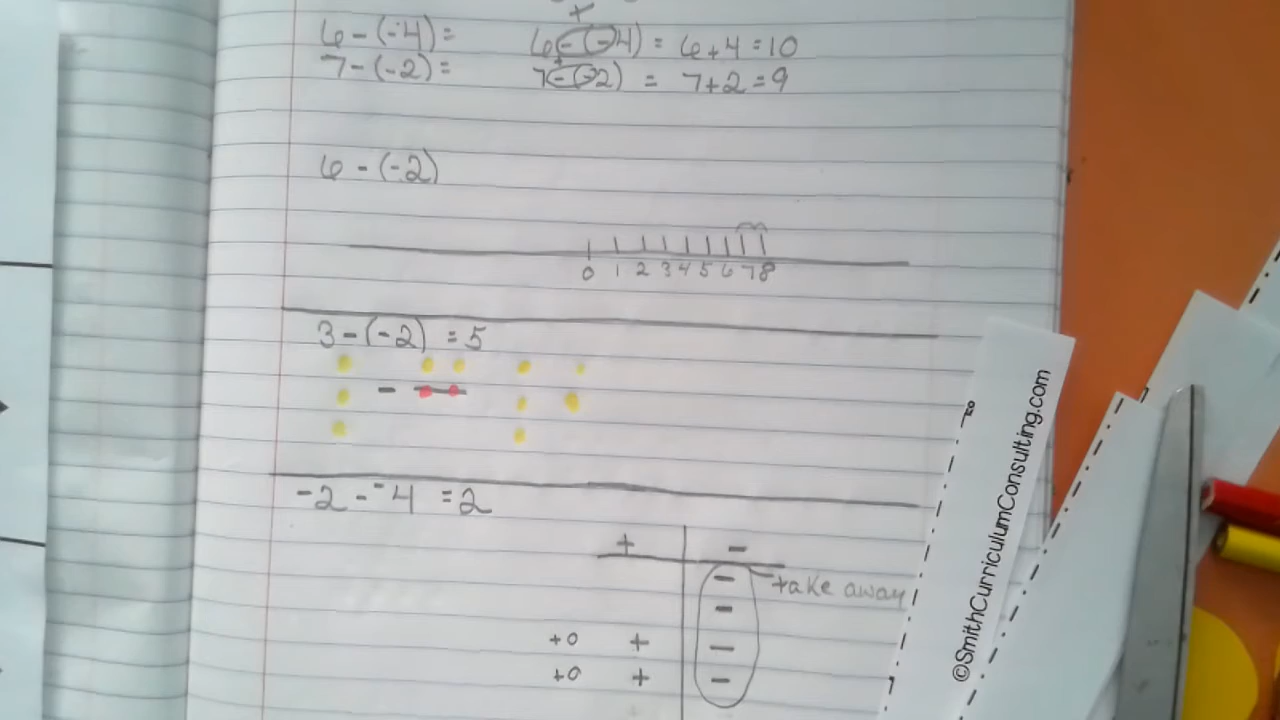 6 - (-4) = 6 - (-4) = 6 + 4 = 10
7 - (-2) = 7 - (-2) = 7 + 2 = 9
6 - (-2)
0 1 2 3 4 5 6 7 8
3 - (-2) = 5
-
-2 - -4 = 2
+ -
- take away
-
+0 + -
+0 + -
©SmithCurriculumConsulting.com